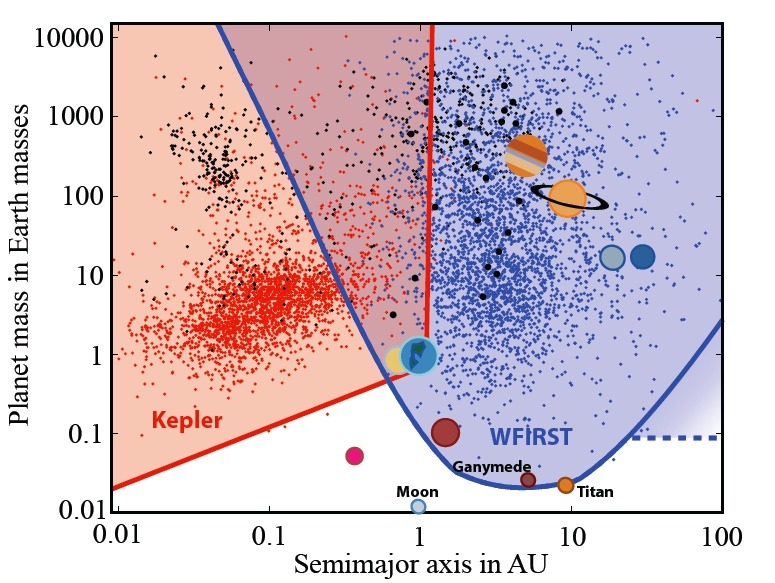 Planet mass in Earth masses
10000
1000
100
10
1
0.1
0.01
Kepler
WFIRST
Ganymede
Moon
Titan
0.01
0.1
1
10
100
Semimajor axis in AU